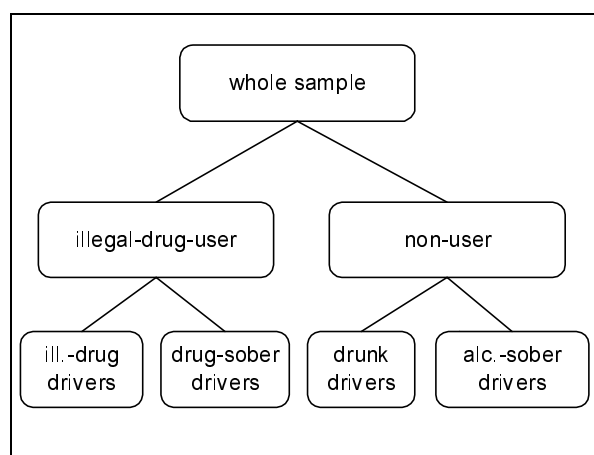 whole sample
illegal-drug-user
non-user
ill.-drug
drivers
drug-sober
drivers
drunk
drivers
alc.-sober
drivers